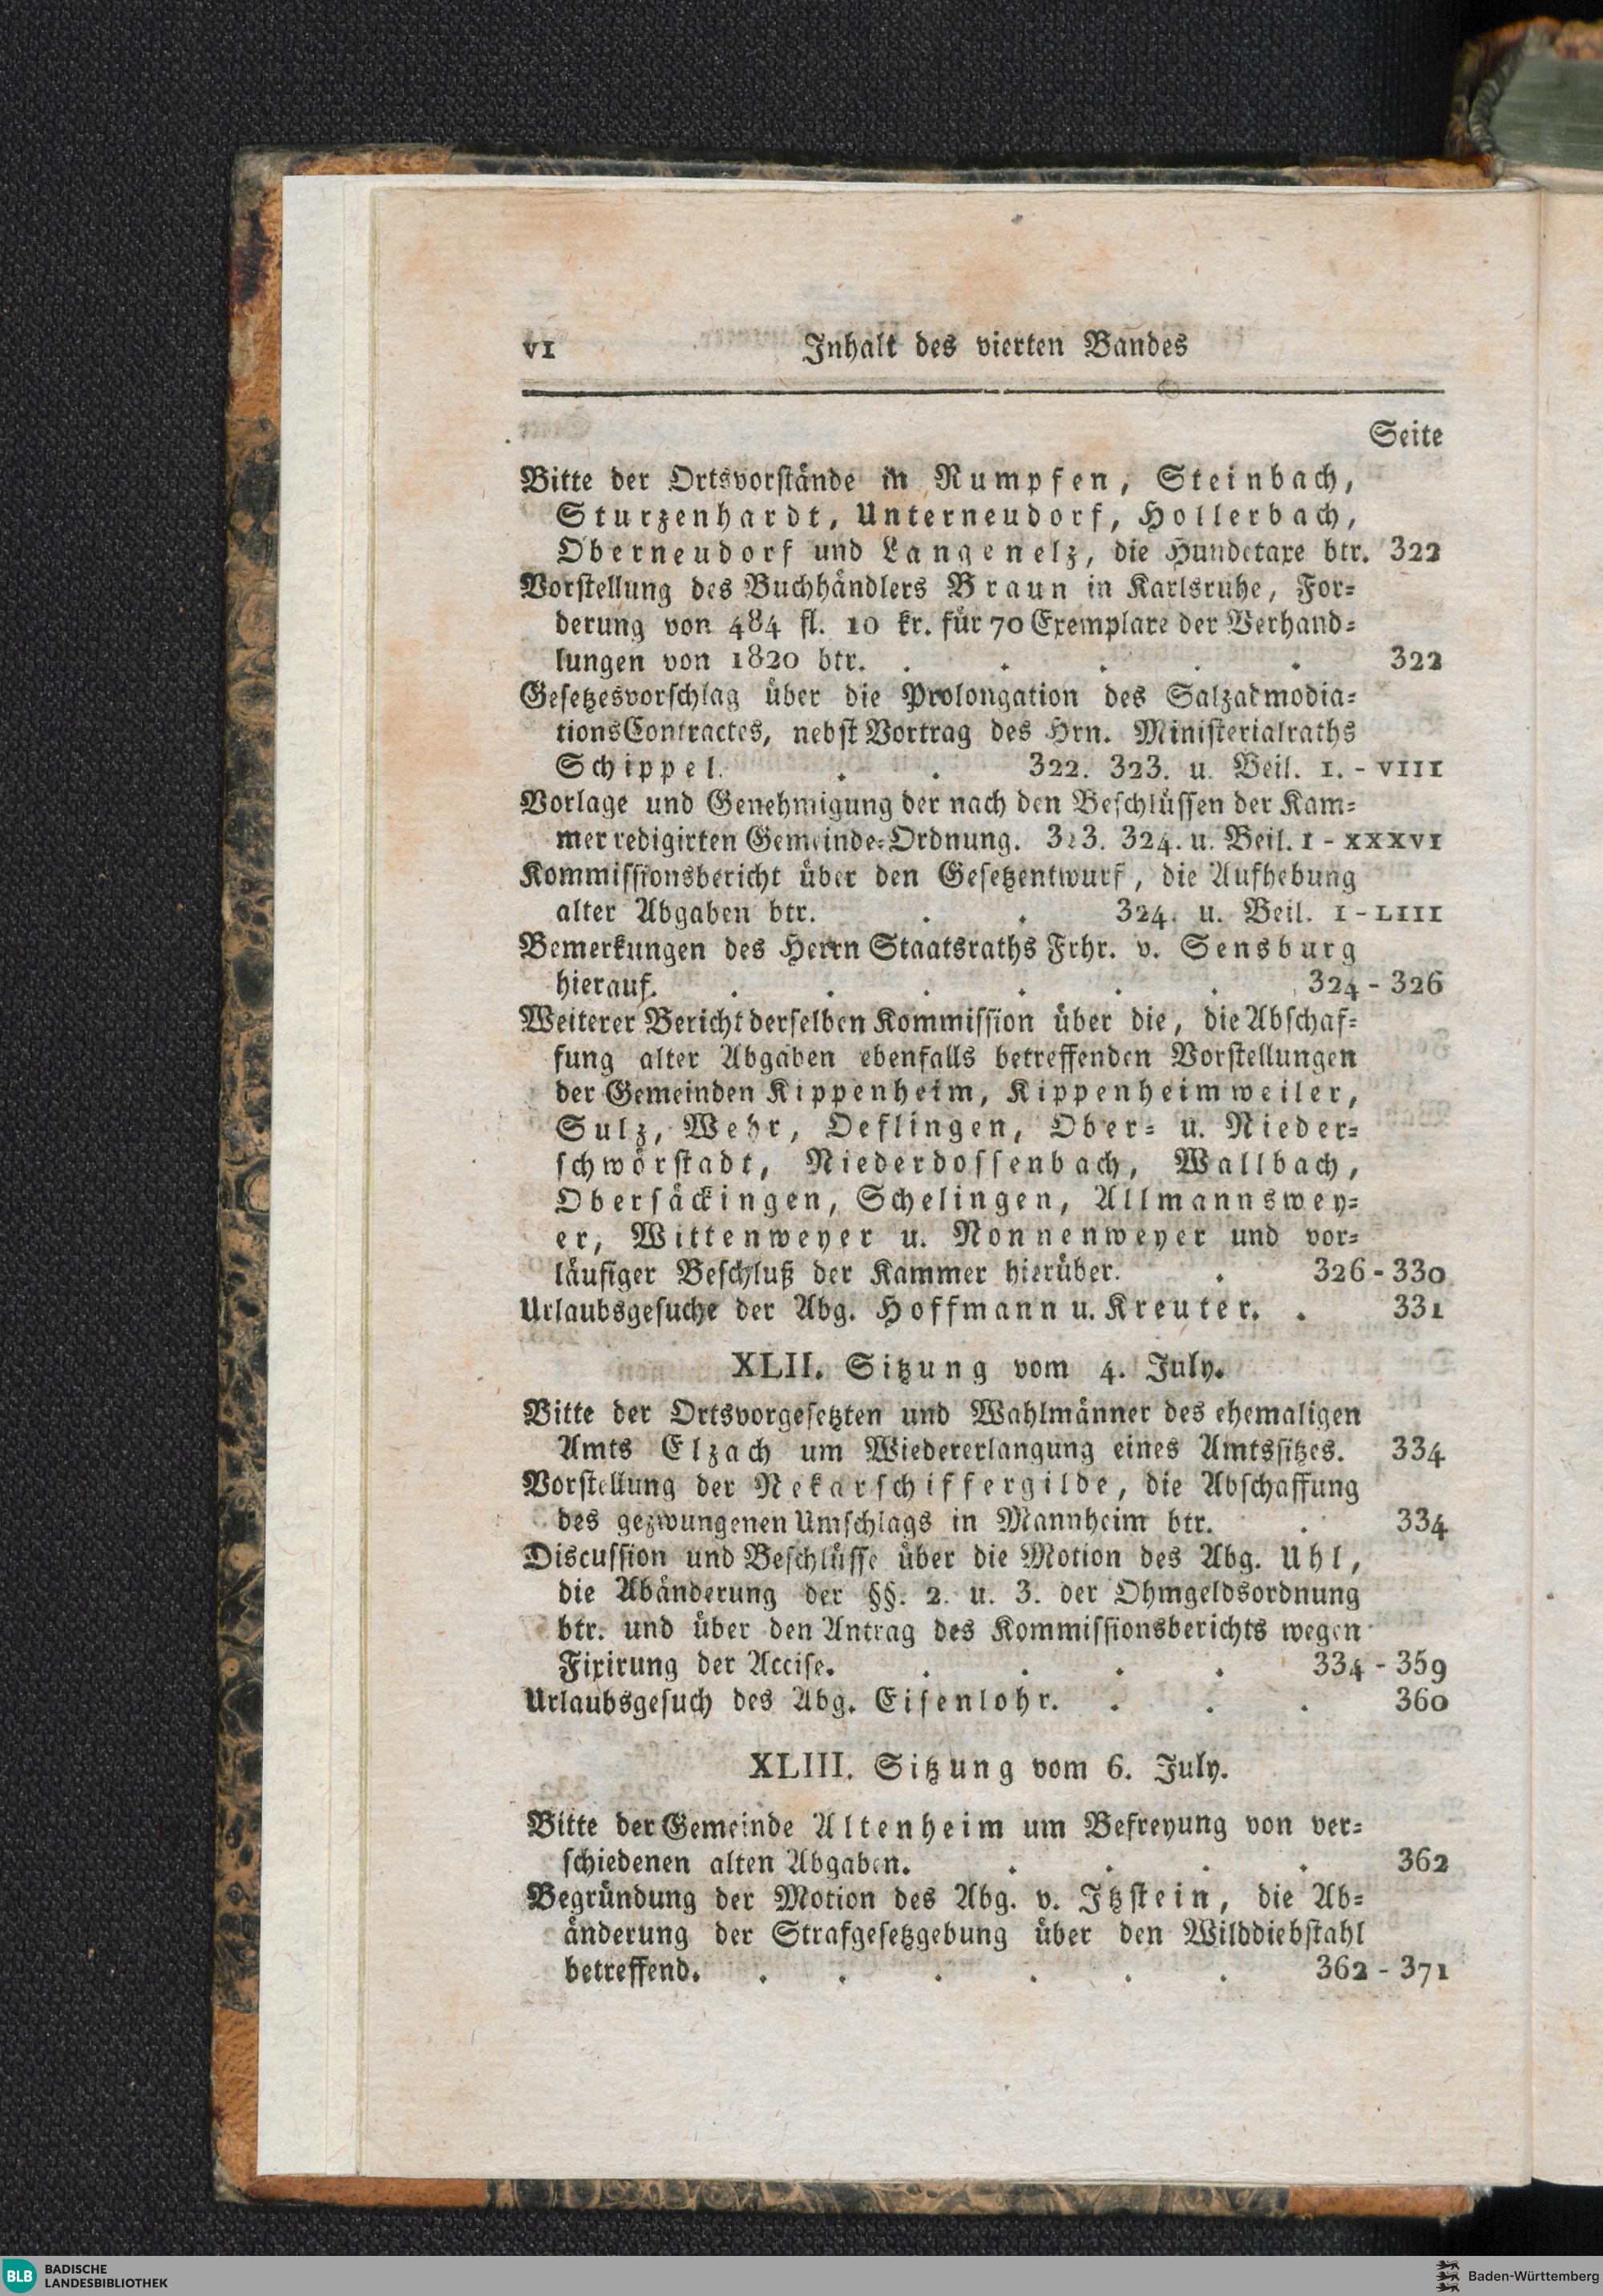 VI Inhalt des vierten Bandes
Seite
Bitte der Ortsvorstände in Rumpfen, Steinbach,
Sturzenhardt, Unterneudorf, Hollerbach,
Oberneudorf und Langenelz, die Hundetaxe btr. 322
Vorstellung des Buchhändlers Braun in Karlsruhe, For-
derung von 484 fl. 10 kr. für 70 Exemplare der Verhand-
lungen von 1820 btr. . . . . . 322
Gesetzesvorschlag über die Prolongation des Salzadmodia-
tionsContractes, nebst Vortrag des Hrn. Ministerialraths
Schippel. . . 322. 323. u. Beil. I. - VIII
Vorlage und Genehmigung der nach den Beschlüssen der Kam-
mer redigirten Gemeinde-Ordnung. 323. 324. u. Beil. I - XXXVI
Kommissionsbericht über den Gesetzentwurf, die Aufhebung
alter Abgaben btr. . . 324. u. Beil. I - LIII
Bemerkungen des Herrn Staatsraths Frhr. v. Sensburg
hierauf. . . . . . . 324 - 326
Weiterer Bericht derselben Kommission über die, die Abschaf-
fung alter Abgaben ebenfalls betreffenden Vorstellungen
der Gemeinden Kippenheim, Kippenheimweiler,
Sulz, Wehr, Oeflingen, Ober- u. Nieder-
schwörstadt, Niederdossenbach, Wallbach,
Obersäckingen, Schelingen, Allmannswey-
er, Wittenweyer u. Nonnenweyer und vor-
läufiger Beschluß der Kammer hierüber. . 326 - 330
Urlaubsgesuche der Abg. Hoffmann u. Kreuter. . 331
XLII. Sitzung vom 4. July.
Bitte der Ortsvorgesetzten und Wahlmänner des ehemaligen
Amts Elzach um Wiedererlangung eines Amtssitzes. 334
Vorstellung der Nekarschiffergilde, die Abschaffung
des gezwungenen Umschlags in Mannheim btr. . 334
Discussion und Beschlüsse über die Motion des Abg. Uhl,
die Abänderung der §§. 2. u. 3. der Ohmgeldsordnung
btr. und über den Antrag des Kommissionsberichts wegen
Fixirung der Accise. . . . . 334 - 359
Urlaubsgesuch des Abg. Eisenlohr. . . . 360
XLIII. Sitzung vom 6. July.
Bitte der Gemeinde Altenheim um Befreyung von ver-
schiedenen alten Abgaben. . . . . 362
Begründung der Motion des Abg. v. Itzstein, die Ab-
änderung der Strafgesetzgebung über den Wilddiebstahl
betreffend. . . . . . . 362 - 371
BLB BADISCHE
LANDESBIBLIOTHEK
Baden-Württemberg